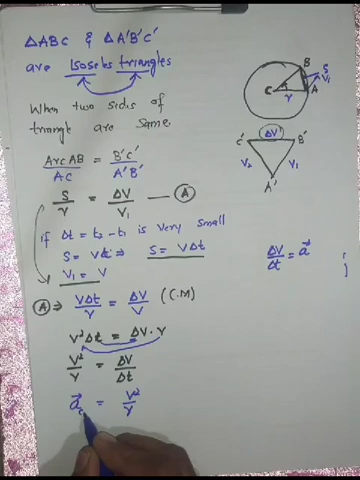 ΔABC & ΔA'B'C'
are Isoseles triangles
When two sides of
triangle are Same
Arc AB / AC = B'C' / A'B'
S/r = ΔV/V₁ — Ⓐ
if Δt = t₂ - t₁ is very small
S = Vt ⇒ S = VΔt
V₁ = V
Ⓐ ⇒ VΔt/r = ΔV/V (C.M)
V²Δt = ΔV · r
V²/r = ΔV/Δt
a⃗c = V²/r
B
S
V₁
A
C
r
ΔV
C' B'
V₂ V₁
A'
ΔV/Δt = a⃗